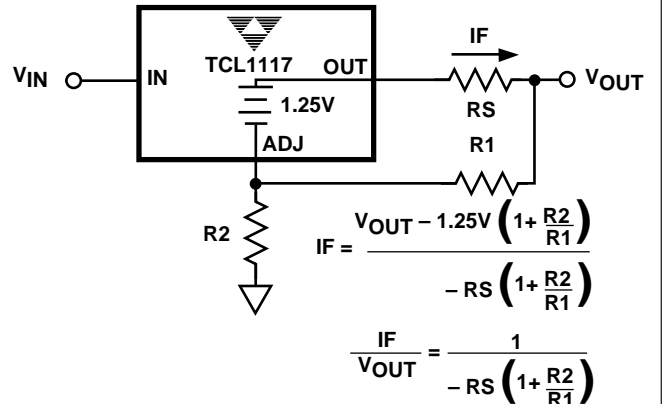 IF
TCL1117
VIN IN OUT VOUT
1.25V
RS
ADJ
R1
R2
IF = VOUT – 1.25V (1+ R2/R1) / – RS (1+ R2/R1)
IF/VOUT = 1 / – RS (1+ R2/R1)